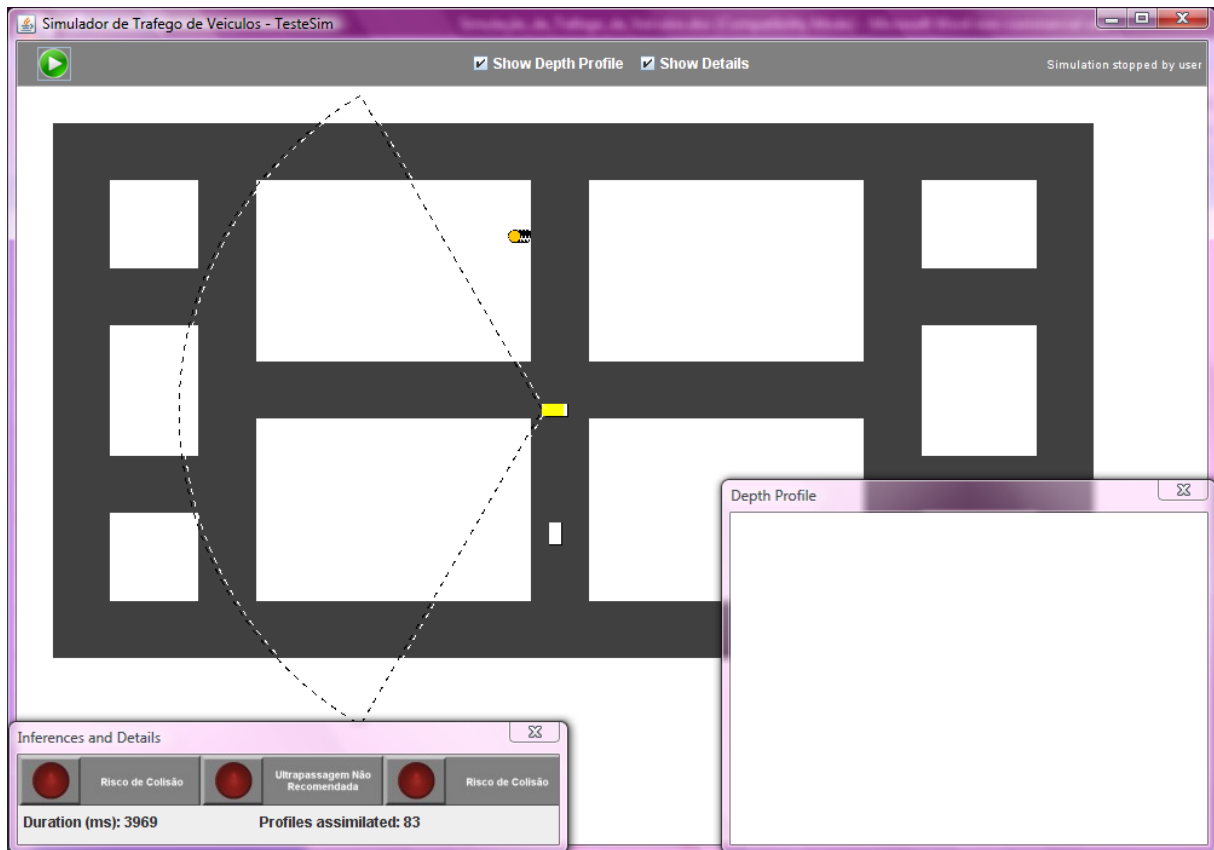 Simulador de Trafego de Veiculos - TesteSim
Show Depth Profile Show Details
Simulation stopped by user
Depth Profile
Inferences and Details
Risco de Colisão
Ultrapassagem Não
Recomendada
Risco de Colisão
Duration (ms): 3969 Profiles assimilated: 83